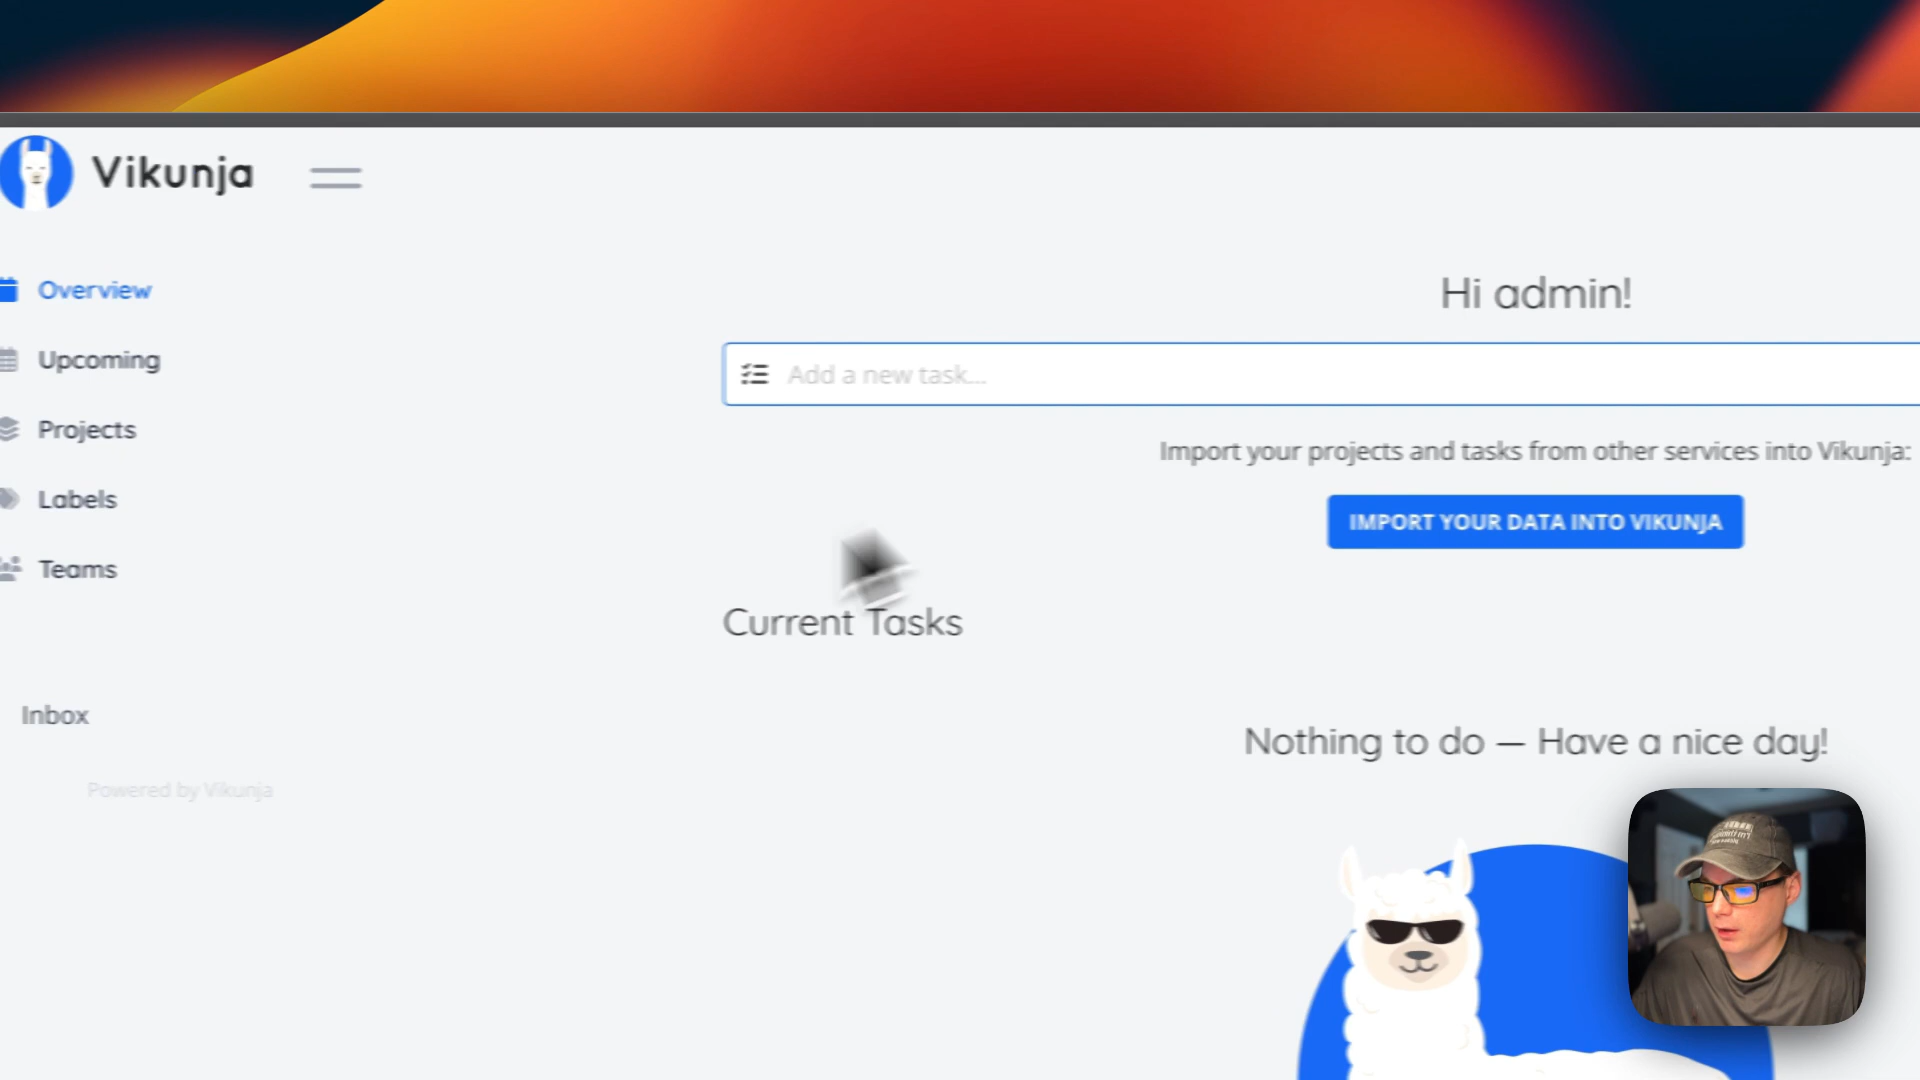 Vikunja
Overview
Upcoming
Projects
Labels
Teams
Inbox
Powered by Vikunja
Hi admin!
Add a new task...
Import your projects and tasks from other services into Vikunja:
IMPORT YOUR DATA INTO VIKUNJA
Current Tasks
Nothing to do — Have a nice day!